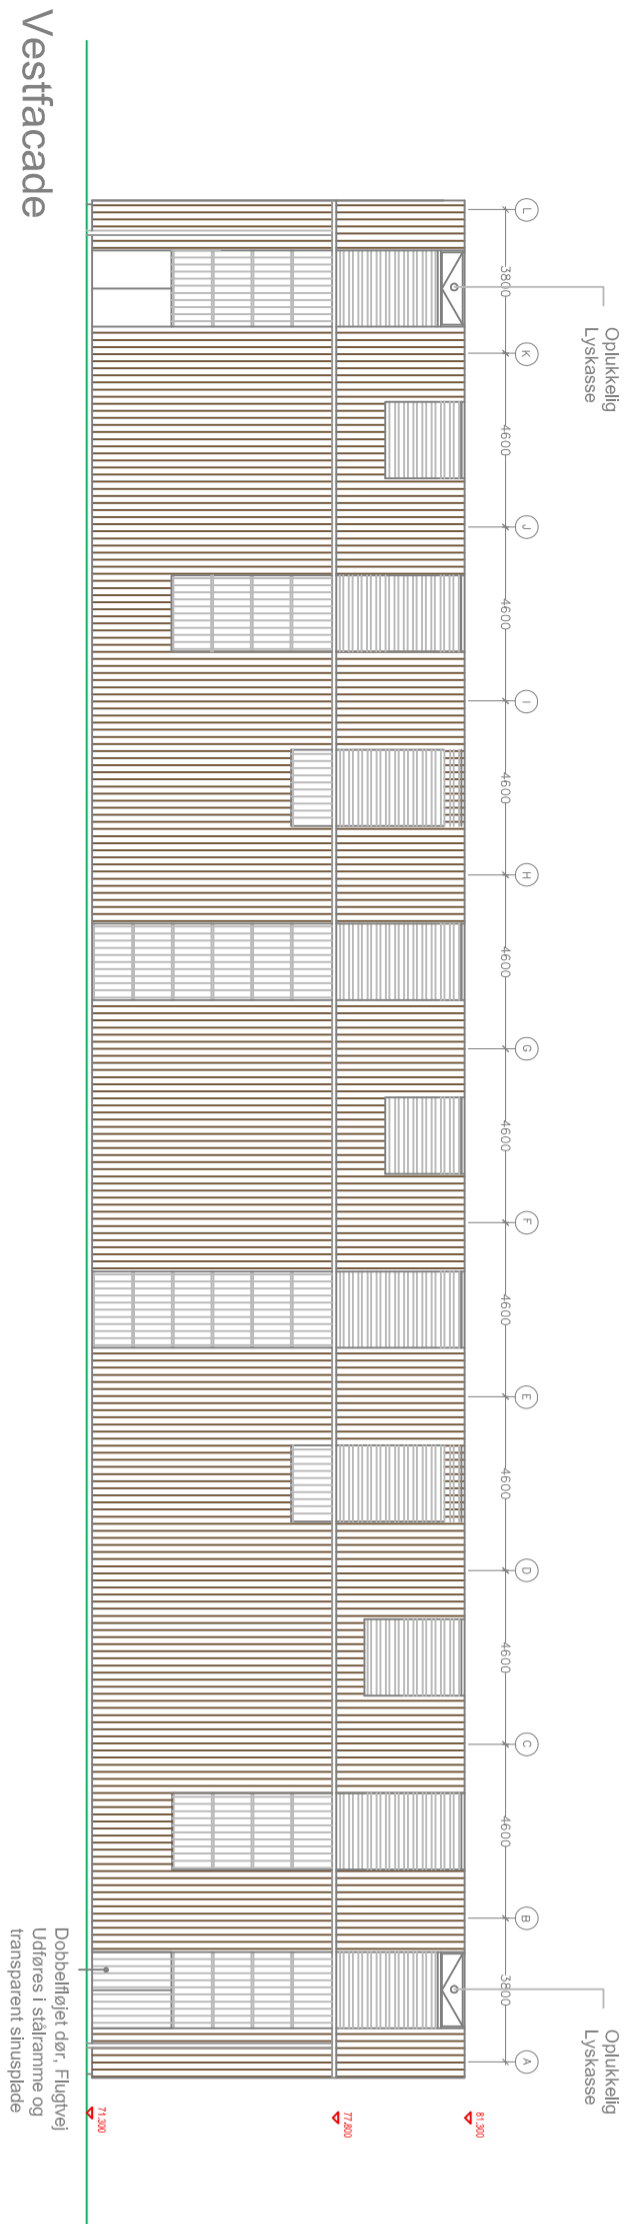 Oplukkelig
Lyskasse
Oplukkelig
Lyskasse
L
K
J
I
H
G
F
E
D
C
B
A
3800
4600
4600
4600
4600
4600
4600
4600
4600
4600
3800
81.300
77.800
71.300
Dobbelfløjet dør, Flugtvej
Udføres i stålramme og
transparent sinusplade
Vestfacade